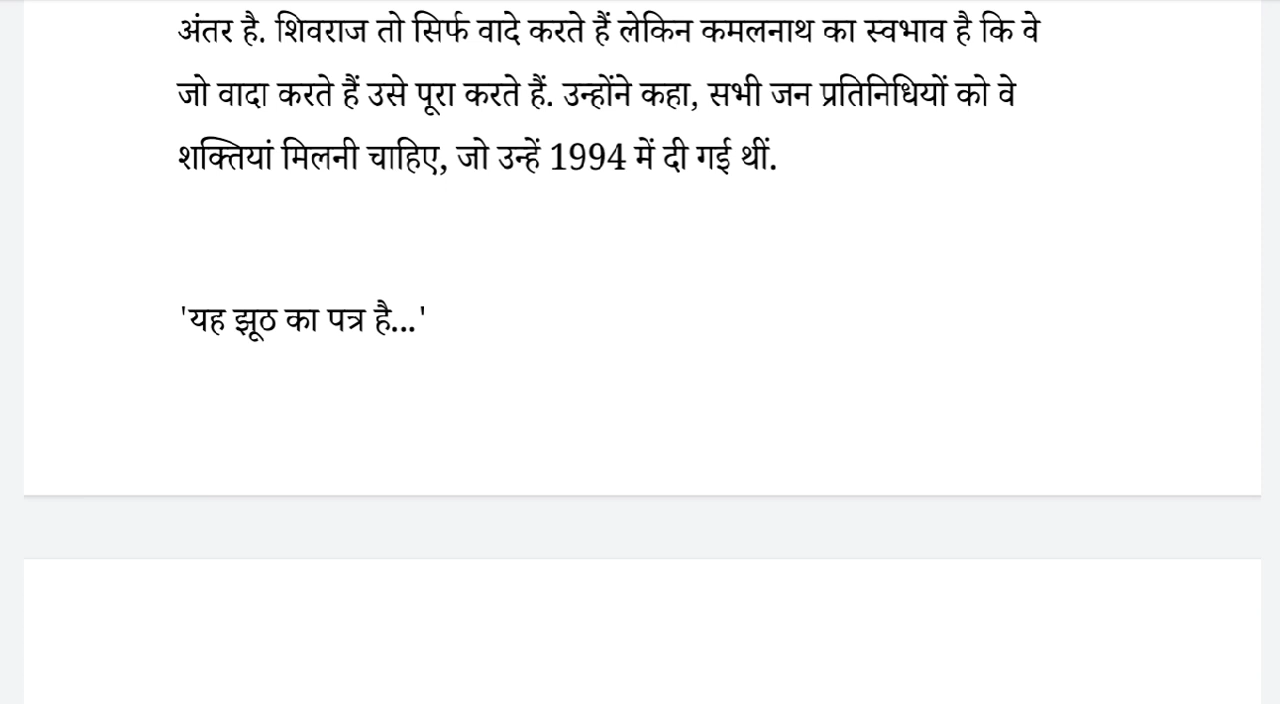 अंतर है. शिवराज तो सिर्फ वादे करते हैं लेकिन कमलनाथ का स्वभाव है कि वे
जो वादा करते हैं उसे पूरा करते हैं. उन्होंने कहा, सभी जन प्रतिनिधियों को वे
शक्तियां मिलनी चाहिए, जो उन्हें 1994 में दी गई थीं.
'यह झूठ का पत्र है...'